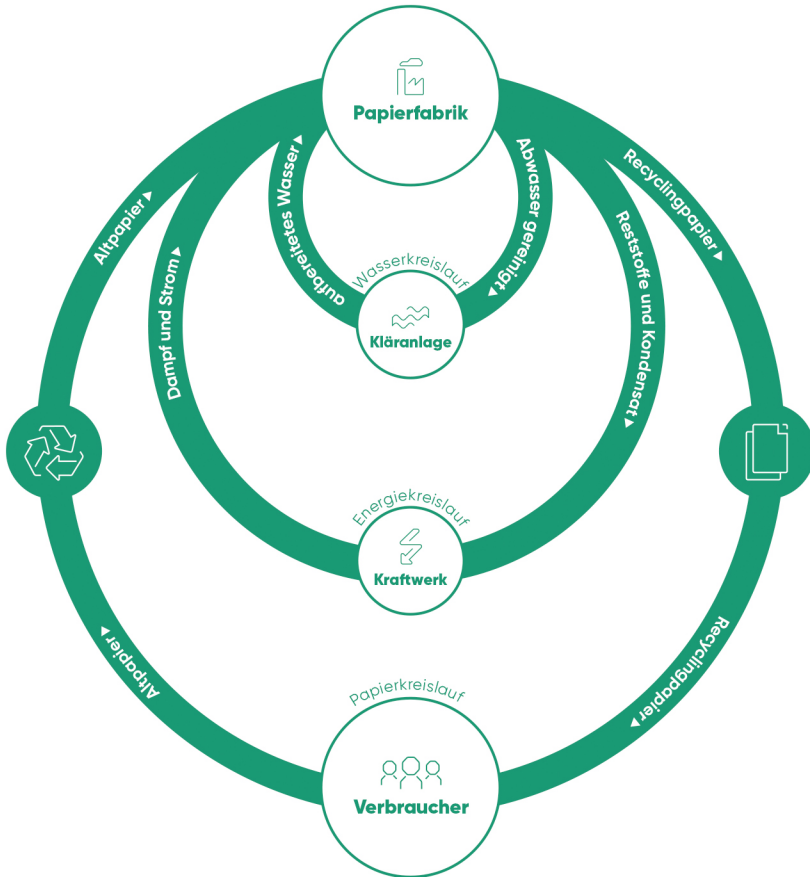 Papierfabrik
Altpapier
Dampf und Strom
aufbereitetes Wasser
Abwasser gereinigt
Reststoffe und Kondensat
Recyclingpapier
Wasserkreislauf
Kläranlage
Energiekreislauf
Kraftwerk
Altpapier
Recyclingpapier
Papierkreislauf
Verbraucher